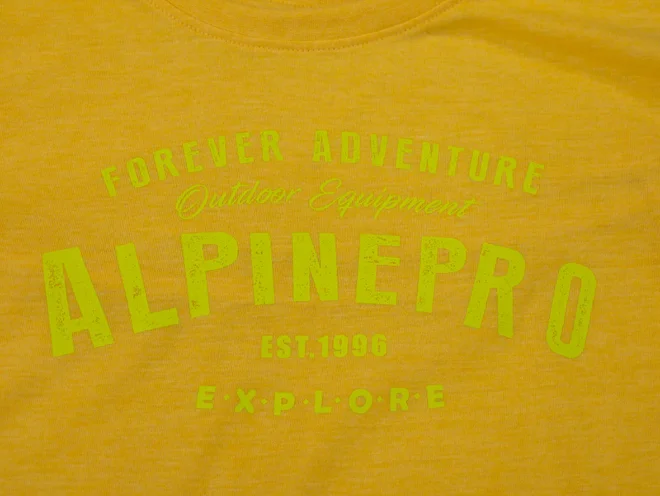 FOREVER ADVENTURE
Outdoor Equipment
ALPINEPRO
EST.1996
E·X·P·L·O·R·E